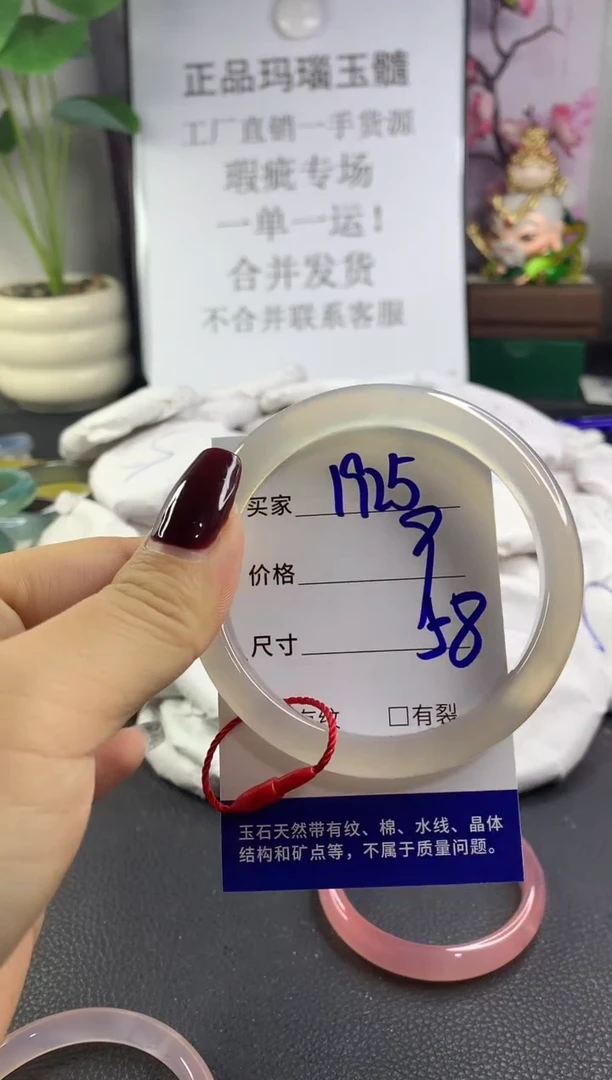 正品玛瑙玉髓
工厂直销一手货源
瑕疵专场
一单一运!
合并发货
不合并联系客服
买家 1925
价格
尺寸 58
有纹 □有裂
玉石天然带有纹、棉、水线、晶体
结构和矿点等，不属于质量问题。